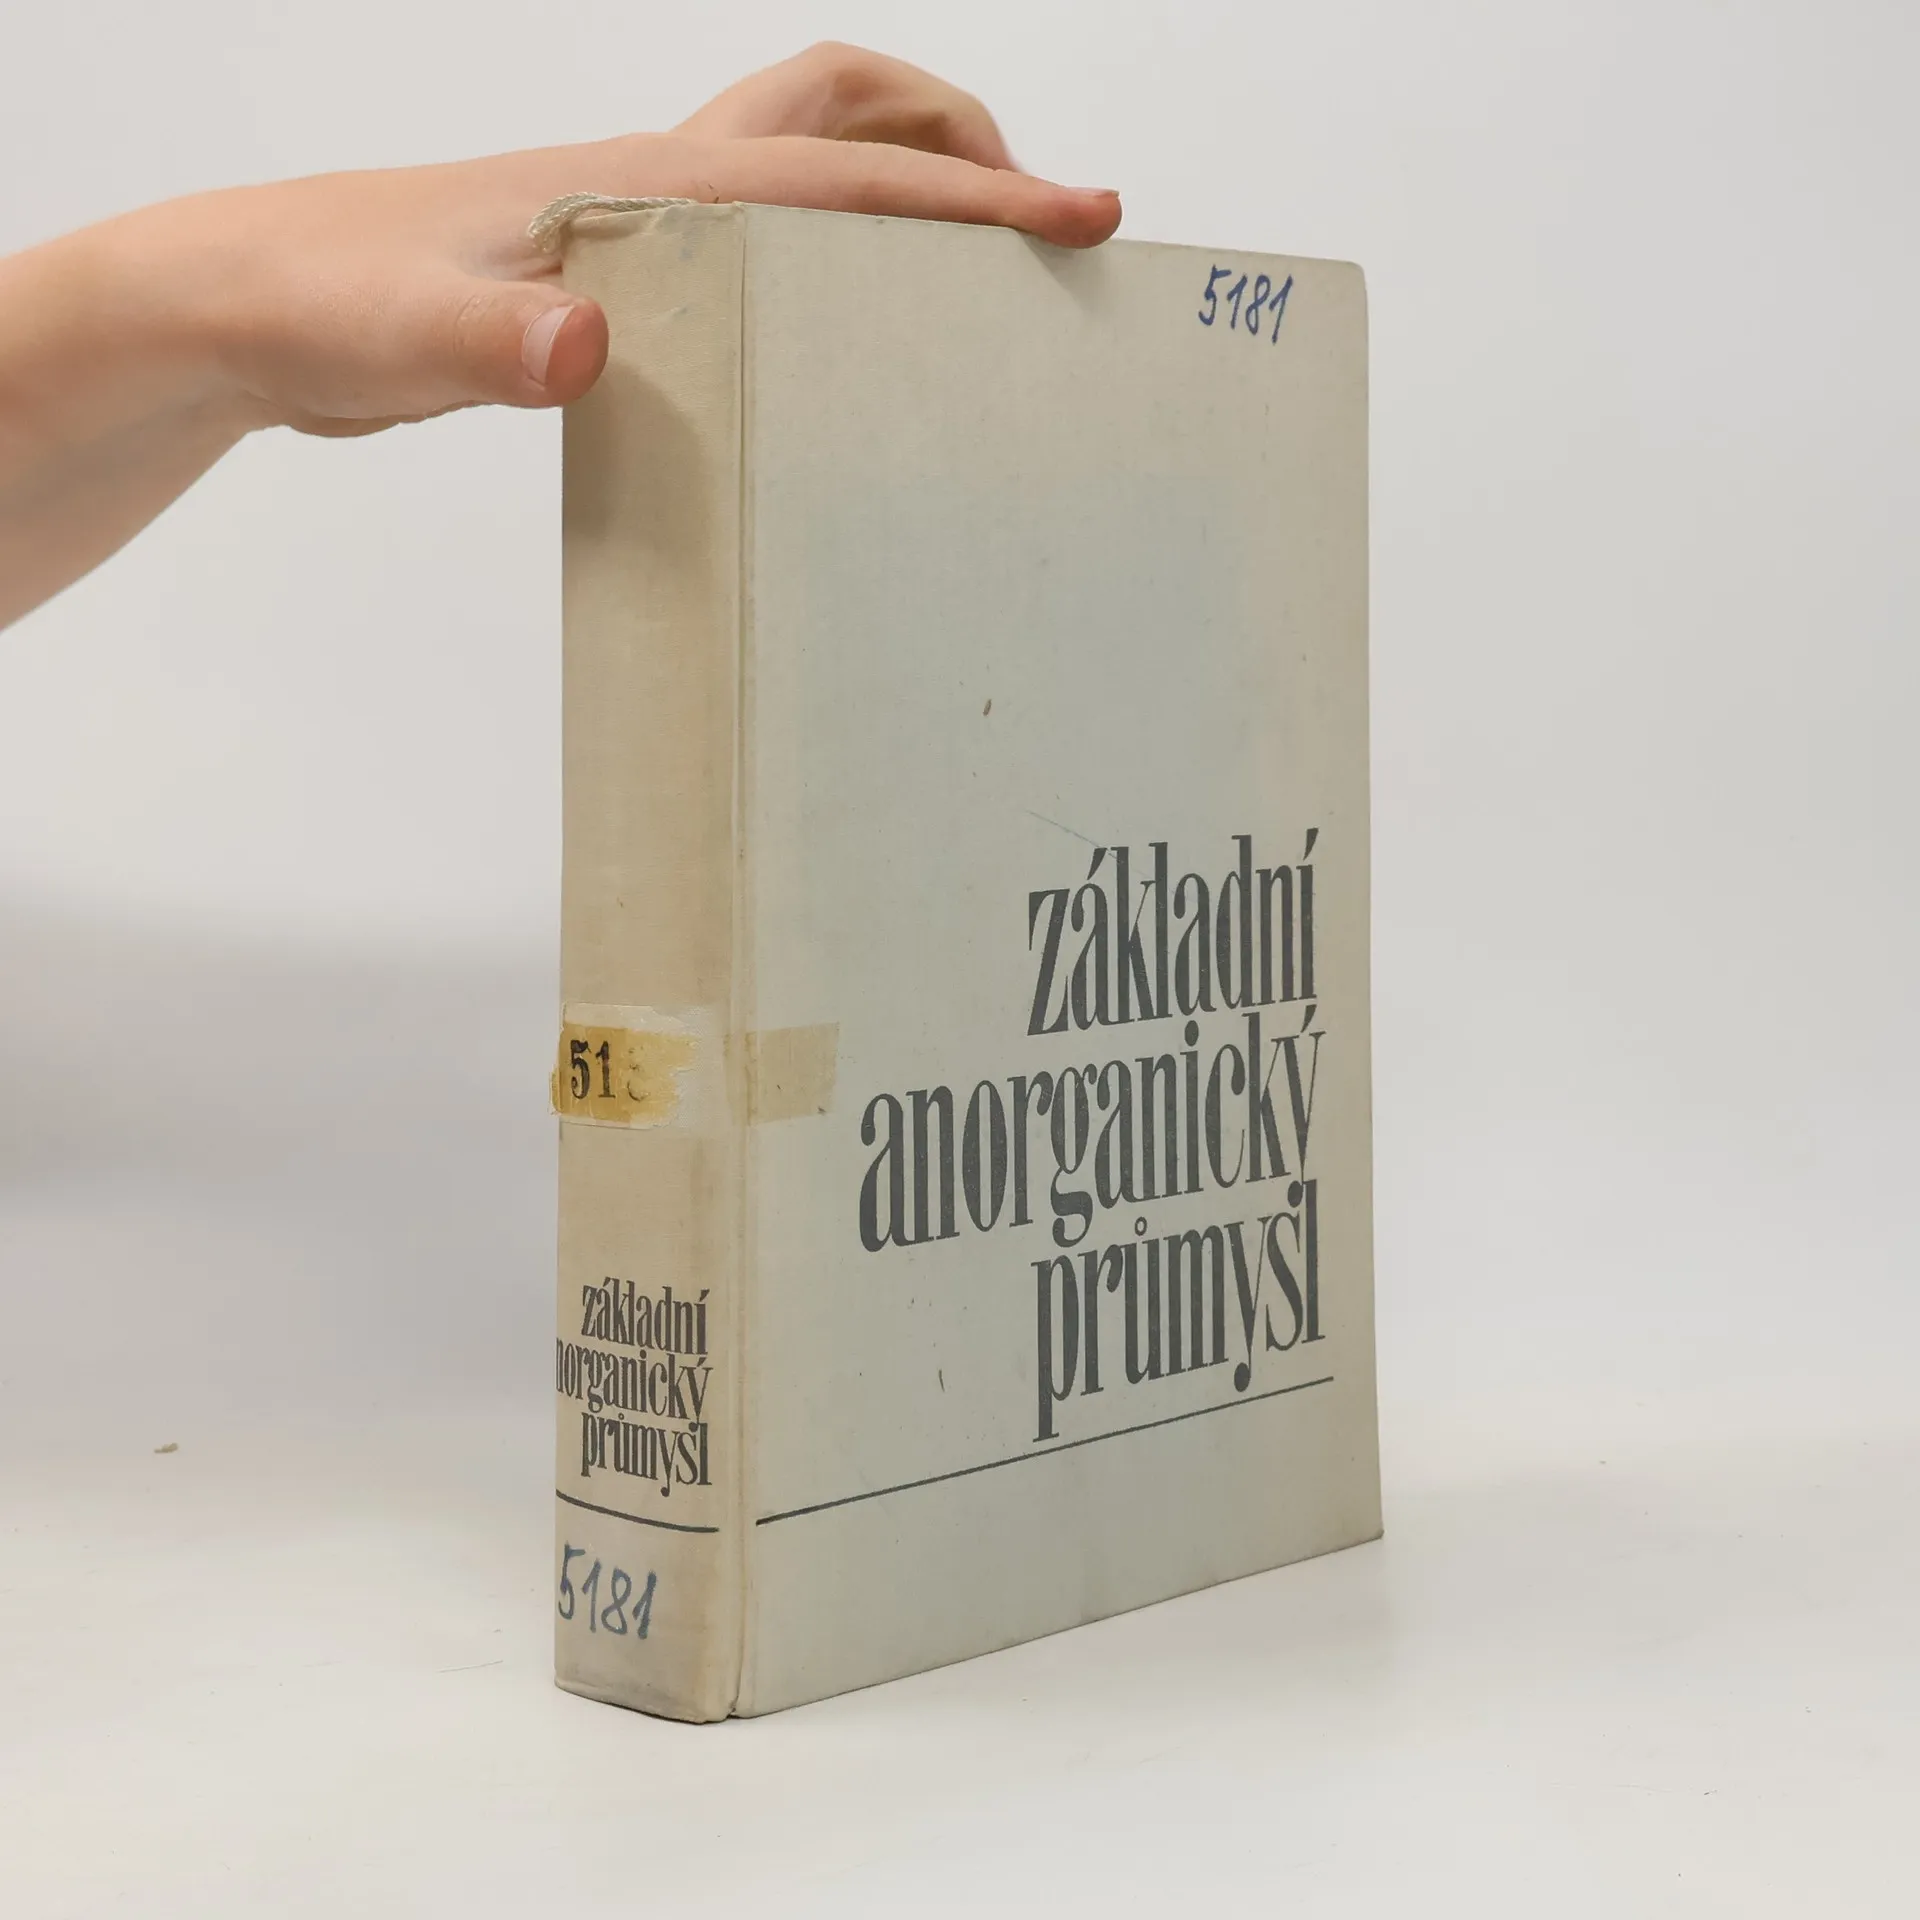 5181
základní
anorganický
průmysl
51
základní
norganický
průmysl
5181